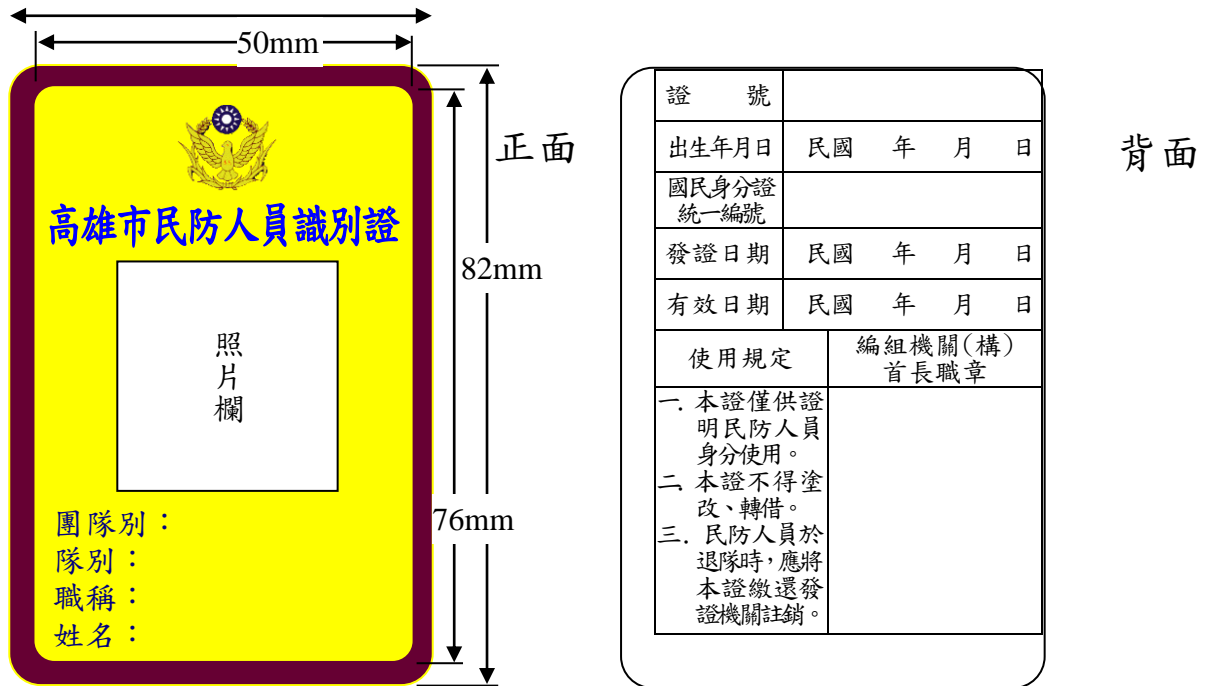 50mm
正面
高雄市民防人員識別證
82mm
照
片
欄
76mm
團隊別：
隊別：
職稱：
姓名：
背面
證 號
出生年月日 民國 年 月 日
國民身分證
統一編號
發證日期 民國 年 月 日
有效日期 民國 年 月 日
使用規定
編組機關(構)
首長職章
一. 本證僅供證
明民防人員
身分使用。
二. 本證不得塗
改、轉借。
三. 民防人員於
退隊時，應將
本證繳還發
證機關註銷。